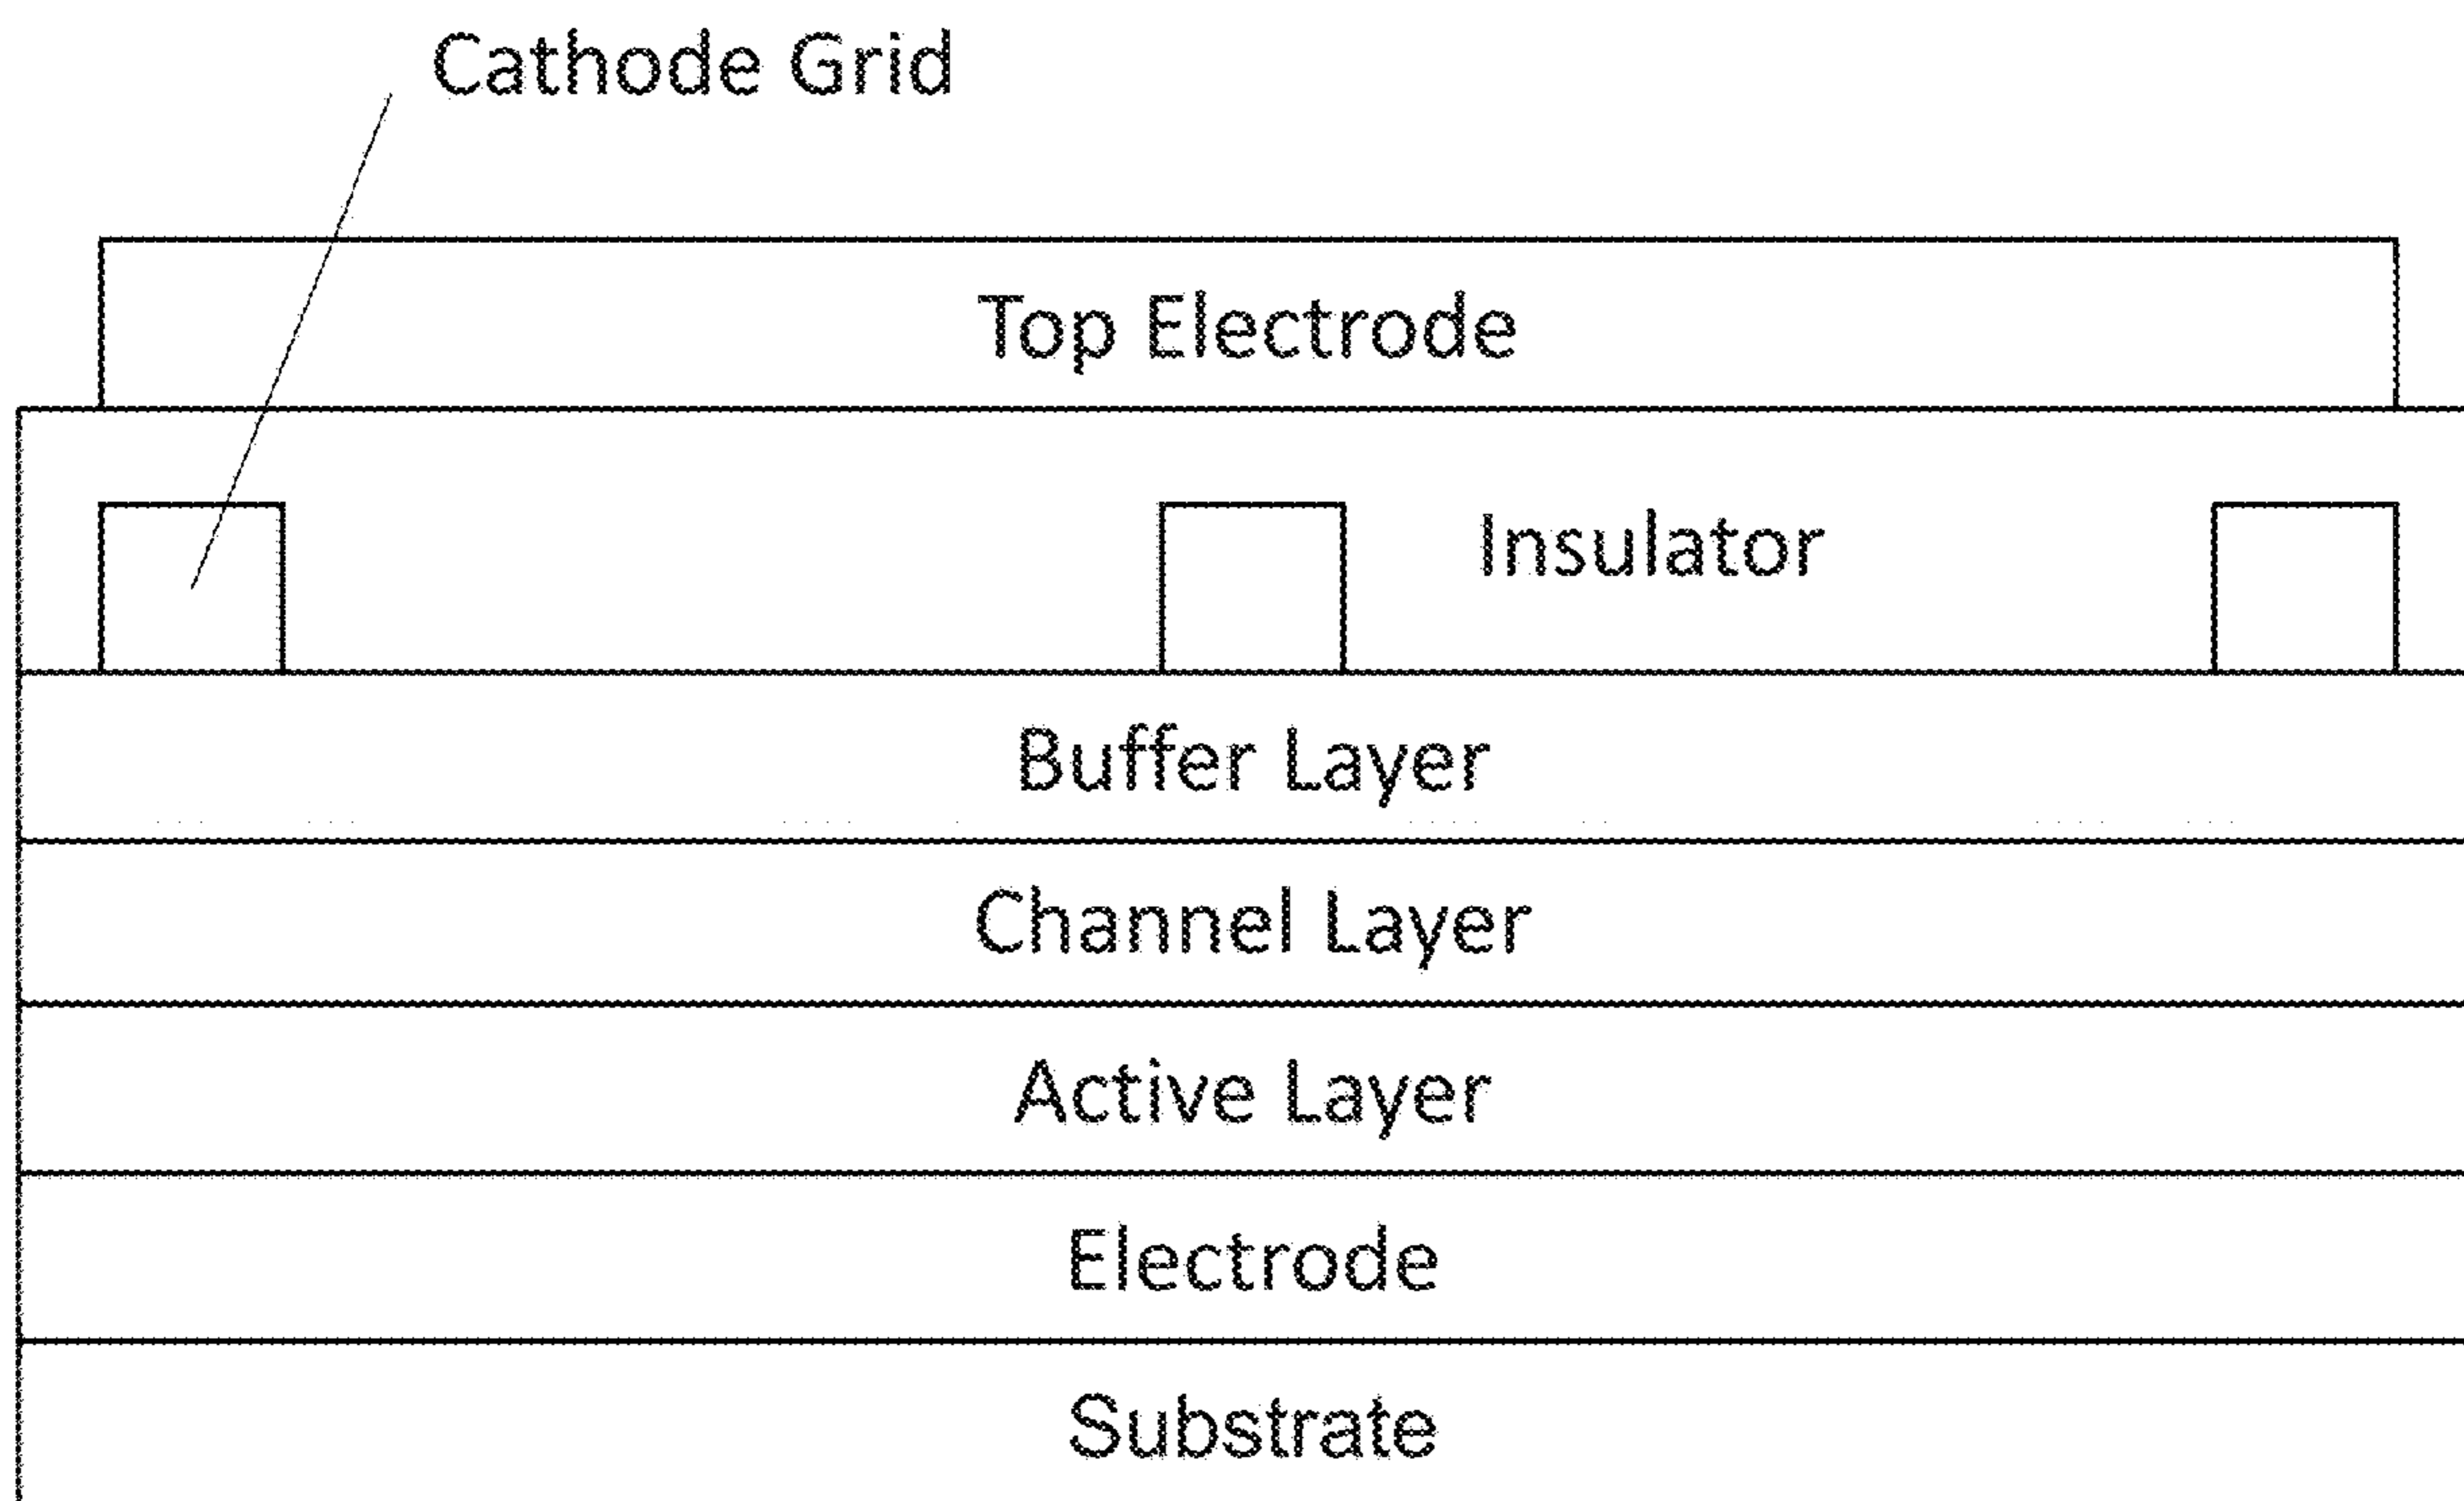 Cathode Grid
Top Electrode
Insulator
Buffer Layer
Channel Layer
Active Layer
Electrode
Substrate